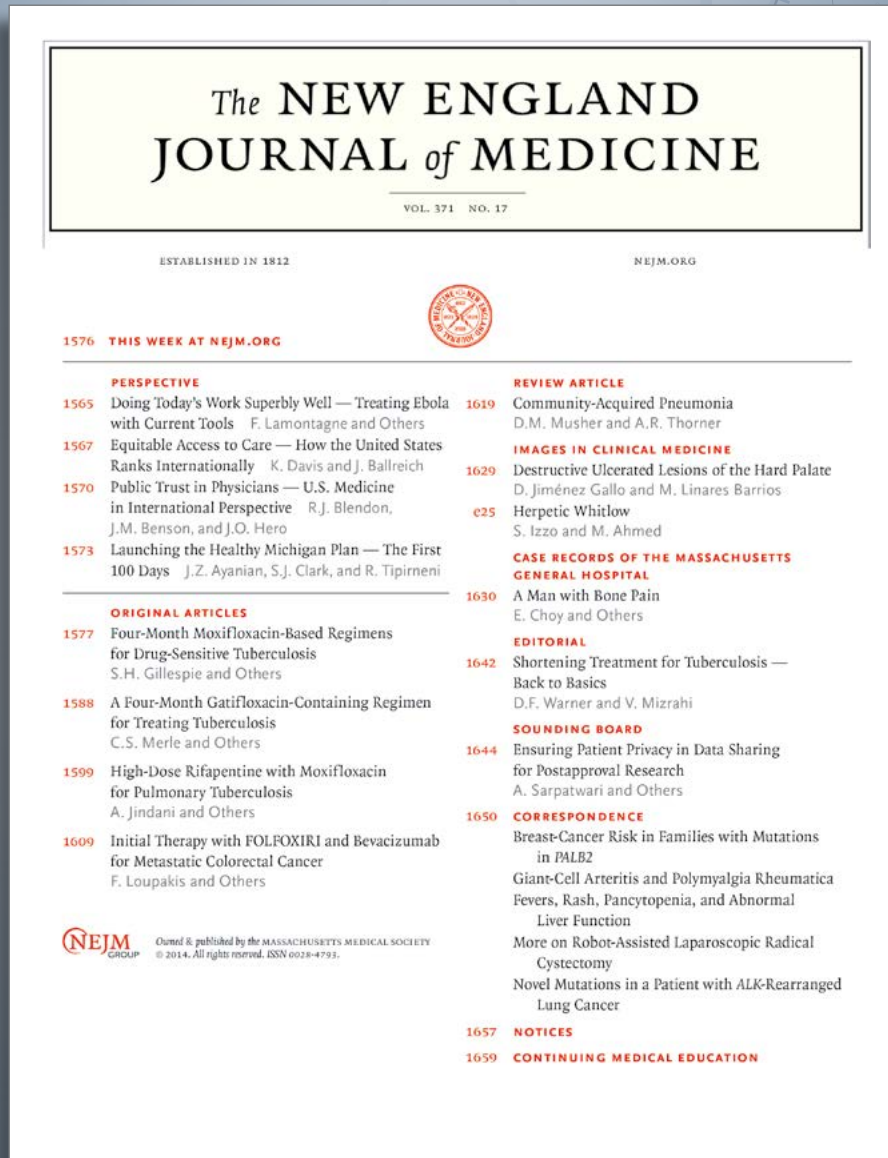 The NEW ENGLAND
JOURNAL of MEDICINE
VOL. 371 NO. 17
ESTABLISHED IN 1812
NEJM.ORG
1576 THIS WEEK AT NEJM.ORG
PERSPECTIVE
1565 Doing Today's Work Superbly Well — Treating Ebola
with Current Tools F. Lamontagne and Others
1567 Equitable Access to Care — How the United States
Ranks Internationally K. Davis and J. Ballreich
1570 Public Trust in Physicians — U.S. Medicine
in International Perspective R.J. Blendon,
J.M. Benson, and J.O. Hero
1573 Launching the Healthy Michigan Plan — The First
100 Days J.Z. Ayanian, S.J. Clark, and R. Tipirneni
ORIGINAL ARTICLES
1577 Four-Month Moxifloxacin-Based Regimens
for Drug-Sensitive Tuberculosis
S.H. Gillespie and Others
1588 A Four-Month Gatifloxacin-Containing Regimen
for Treating Tuberculosis
C.S. Merle and Others
1599 High-Dose Rifapentine with Moxifloxacin
for Pulmonary Tuberculosis
A. Jindani and Others
1609 Initial Therapy with FOLFOXIRI and Bevacizumab
for Metastatic Colorectal Cancer
F. Loupakis and Others
NEJM
GROUP
Owned & published by the MASSACHUSETTS MEDICAL SOCIETY
© 2014. All rights reserved. ISSN 0028-4793.
REVIEW ARTICLE
1619 Community-Acquired Pneumonia
D.M. Musher and A.R. Thorner
IMAGES IN CLINICAL MEDICINE
1629 Destructive Ulcerated Lesions of the Hard Palate
D. Jiménez Gallo and M. Linares Barrios
e25 Herpetic Whitlow
S. Izzo and M. Ahmed
CASE RECORDS OF THE MASSACHUSETTS
GENERAL HOSPITAL
1630 A Man with Bone Pain
E. Choy and Others
EDITORIAL
1642 Shortening Treatment for Tuberculosis —
Back to Basics
D.F. Warner and V. Mizrahi
SOUNDING BOARD
1644 Ensuring Patient Privacy in Data Sharing
for Postapproval Research
A. Sarpatwari and Others
1650 CORRESPONDENCE
Breast-Cancer Risk in Families with Mutations
in PALB2
Giant-Cell Arteritis and Polymyalgia Rheumatica
Fevers, Rash, Pancytopenia, and Abnormal
Liver Function
More on Robot-Assisted Laparoscopic Radical
Cystectomy
Novel Mutations in a Patient with ALK-Rearranged
Lung Cancer
1657 NOTICES
1659 CONTINUING MEDICAL EDUCATION